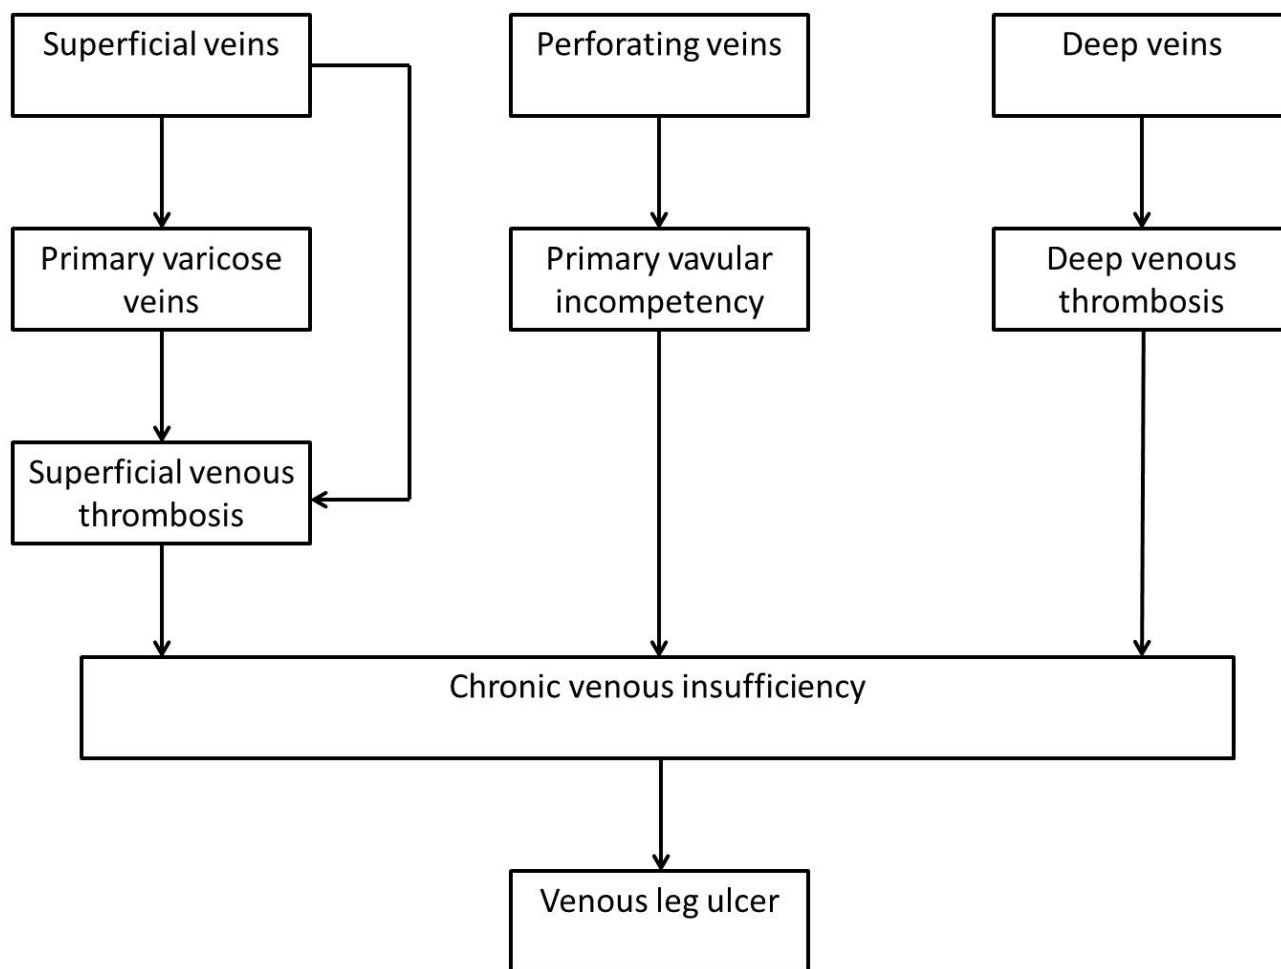 Superficial veins
Perforating veins
Deep veins
Primary varicose
veins
Primary vavular
incompetency
Deep venous
thrombosis
Superficial venous
thrombosis
Chronic venous insufficiency
Venous leg ulcer